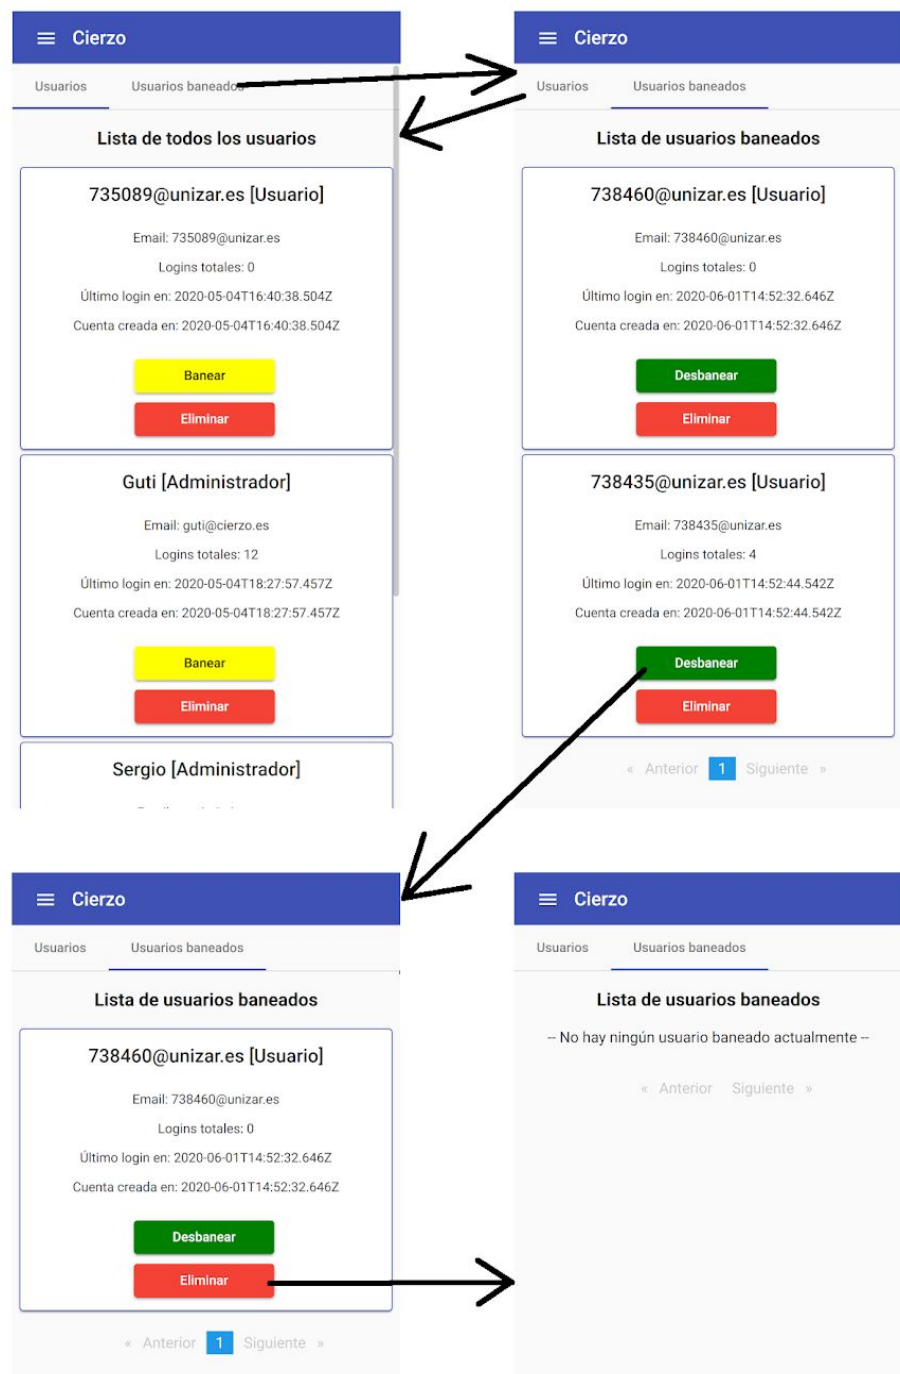 Cierzo
Usuarios Usuarios baneados
Lista de todos los usuarios
735089@unizar.es [Usuario]
Email: 735089@unizar.es
Logins totales: 0
Último login en: 2020-05-04T16:40:38.504Z
Cuenta creada en: 2020-05-04T16:40:38.504Z
Banear
Eliminar
Guti [Administrador]
Email: guti@cierzo.es
Logins totales: 12
Último login en: 2020-05-04T18:27:57.457Z
Cuenta creada en: 2020-05-04T18:27:57.457Z
Banear
Eliminar
Sergio [Administrador]
Cierzo
Usuarios Usuarios baneados
Lista de usuarios baneados
738460@unizar.es [Usuario]
Email: 738460@unizar.es
Logins totales: 0
Último login en: 2020-06-01T14:52:32.646Z
Cuenta creada en: 2020-06-01T14:52:32.646Z
Desbanear
Eliminar
738435@unizar.es [Usuario]
Email: 738435@unizar.es
Logins totales: 4
Último login en: 2020-06-01T14:52:44.542Z
Cuenta creada en: 2020-06-01T14:52:44.542Z
Desbanear
Eliminar
« Anterior 1 Siguiente »
Cierzo
Usuarios Usuarios baneados
Lista de usuarios baneados
738460@unizar.es [Usuario]
Email: 738460@unizar.es
Logins totales: 0
Último login en: 2020-06-01T14:52:32.646Z
Cuenta creada en: 2020-06-01T14:52:32.646Z
Desbanear
Eliminar
« Anterior 1 Siguiente »
Cierzo
Usuarios Usuarios baneados
Lista de usuarios baneados
-- No hay ningún usuario baneado actualmente --
« Anterior Siguiente »